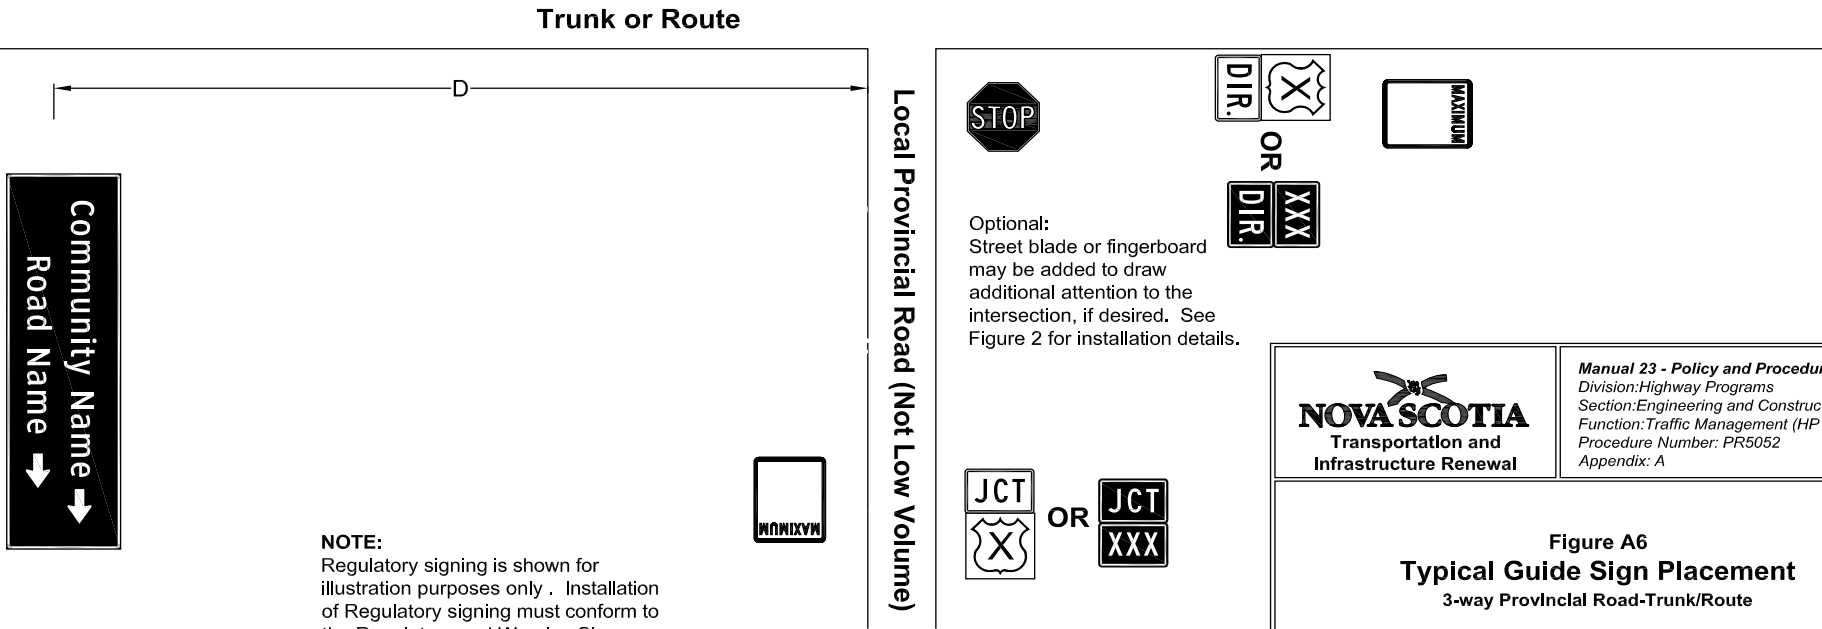 Trunk or Route
D
Local Provincial Road (Not Low Volume)
STOP
DIR.
X
OR
DIR.
XXX
MAXIMUM
Community Name
Road Name
Optional:
Street blade or fingerboard
may be added to draw
additional attention to the
intersection, if desired. See
Figure 2 for installation details.
MAXIMUM
JCT
X
OR
JCT
XXX
NOTE:
Regulatory signing is shown for
illustration purposes only . Installation
of Regulatory signing must conform to
NOVA SCOTIA
Transportation and
Infrastructure Renewal
Manual 23 - Policy and Procedur
Division:Highway Programs
Section:Engineering and Construc
Function:Traffic Management (HP
Procedure Number: PR5052
Appendix: A
Figure A6
Typical Guide Sign Placement
3-way Provincial Road-Trunk/Route